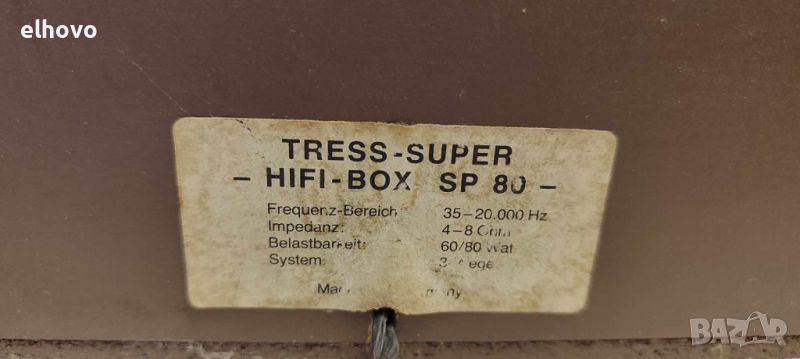 elhovo
TRESS-SUPER
- HIFI-BOX SP 80 -
Frequenz-Bereich: 35-20.000 Hz
Impedanz: 4-8 Ohm
Belastbarkeit: 60/80 Watt
System:
BAZAR